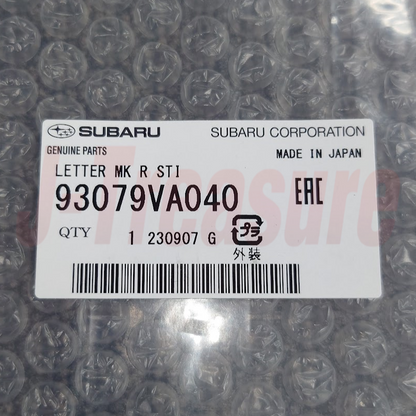 SUBARU SUBARU CORPORATION
GENUINE PARTS MADE IN JAPAN
LETTER MK R STI
93079VA040 EAC
QTY 1 230907 G プラ
外装
J-Treasure